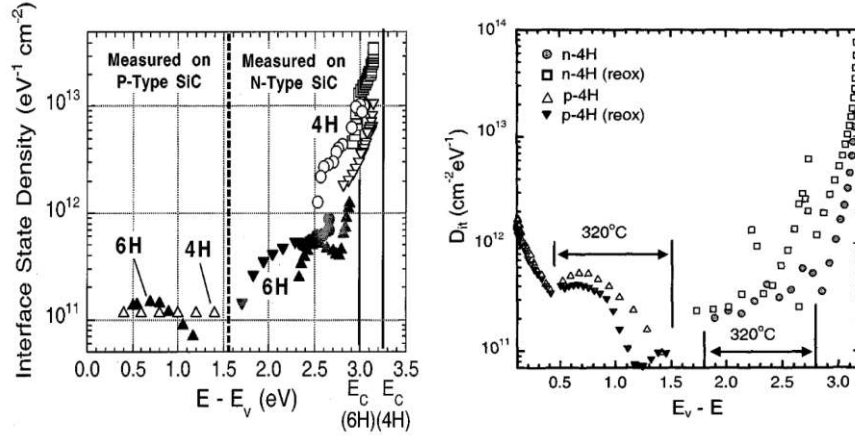 Interface State Density (eV⁻¹ cm²)
10¹³
10¹²
10¹¹
Measured on
P-Type SiC
Measured on
N-Type SiC
4H
6H
4H
6H
0.0 0.5 1.0 1.5 2.0 2.5 3.0 3.5
E - Eᵥ (eV)
E_C E_C
(6H)(4H)
D_it (cm⁻²eV⁻¹)
10¹⁴
10¹³
10¹²
10¹¹
n-4H
n-4H (reox)
p-4H
p-4H (reox)
320°C
320°C
0.5 1.0 1.5 2.0 2.5 3.0
Eᵥ - E